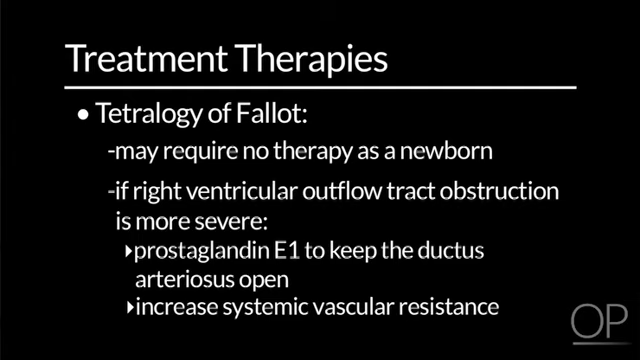 Treatment Therapies
• Tetralogy of Fallot:
-may require no therapy as a newborn
-if right ventricular outflow tract obstruction
is more severe:
‣prostaglandin E1 to keep the ductus
arteriosus open
‣increase systemic vascular resistance
OP